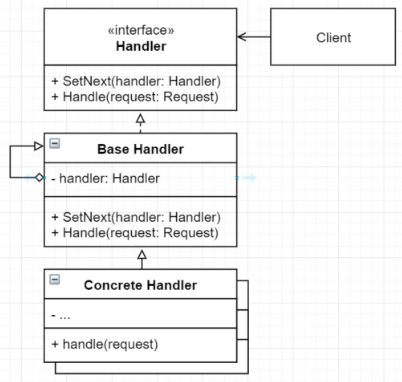 «interface»
Handler
Client
+ SetNext(handler: Handler)
+ Handle(request: Request)
Base Handler
- handler: Handler
+ SetNext(handler: Handler)
+ Handle(request: Request)
Concrete Handler
- ...
+ handle(request)